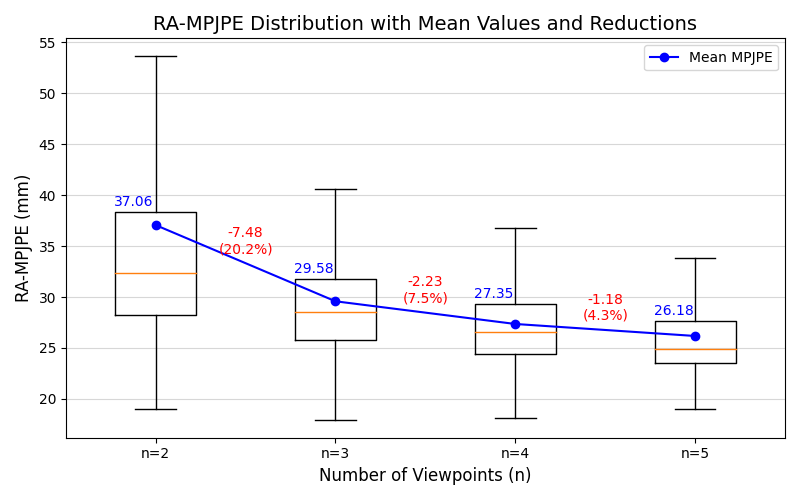 RA-MPJPE Distribution with Mean Values and Reductions
Mean MPJPE
RA-MPJPE (mm)
55
50
45
40
35
30
25
20
37.06
-7.48
(20.2%)
29.58
-2.23
(7.5%)
27.35
-1.18
(4.3%)
26.18
n=2
n=3
n=4
n=5
Number of Viewpoints (n)